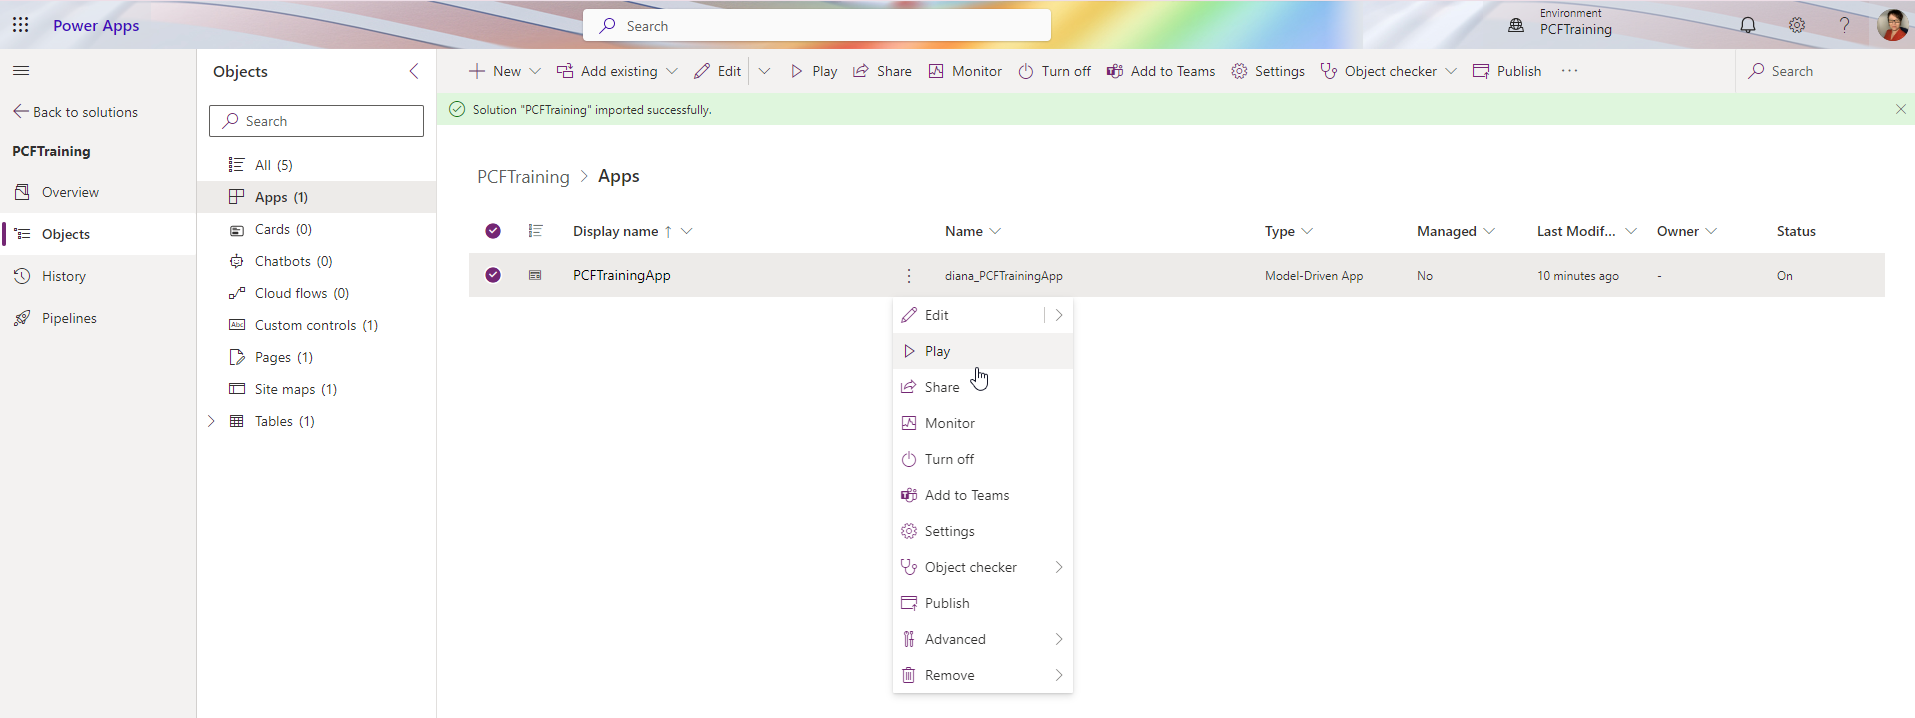 Power Apps
Search
Environment
PCFTraining
Objects
New
Add existing
Edit
Play
Share
Monitor
Turn off
Add to Teams
Settings
Object checker
Publish
Search
Back to solutions
Search
Solution "PCFTraining" imported successfully.
PCFTraining
Overview
Objects
History
Pipelines
All (5)
Apps (1)
Cards (0)
Chatbots (0)
Cloud flows (0)
Custom controls (1)
Abc
Pages (1)
Site maps (1)
Tables (1)
PCFTraining > Apps
Display name
Name
Type
Managed
Last Modif...
Owner
Status
PCFTrainingApp
diana_PCFTrainingApp
Model-Driven App
No
10 minutes ago
-
On
Edit
Play
Share
Monitor
Turn off
Add to Teams
Settings
Object checker
Publish
Advanced
Remove